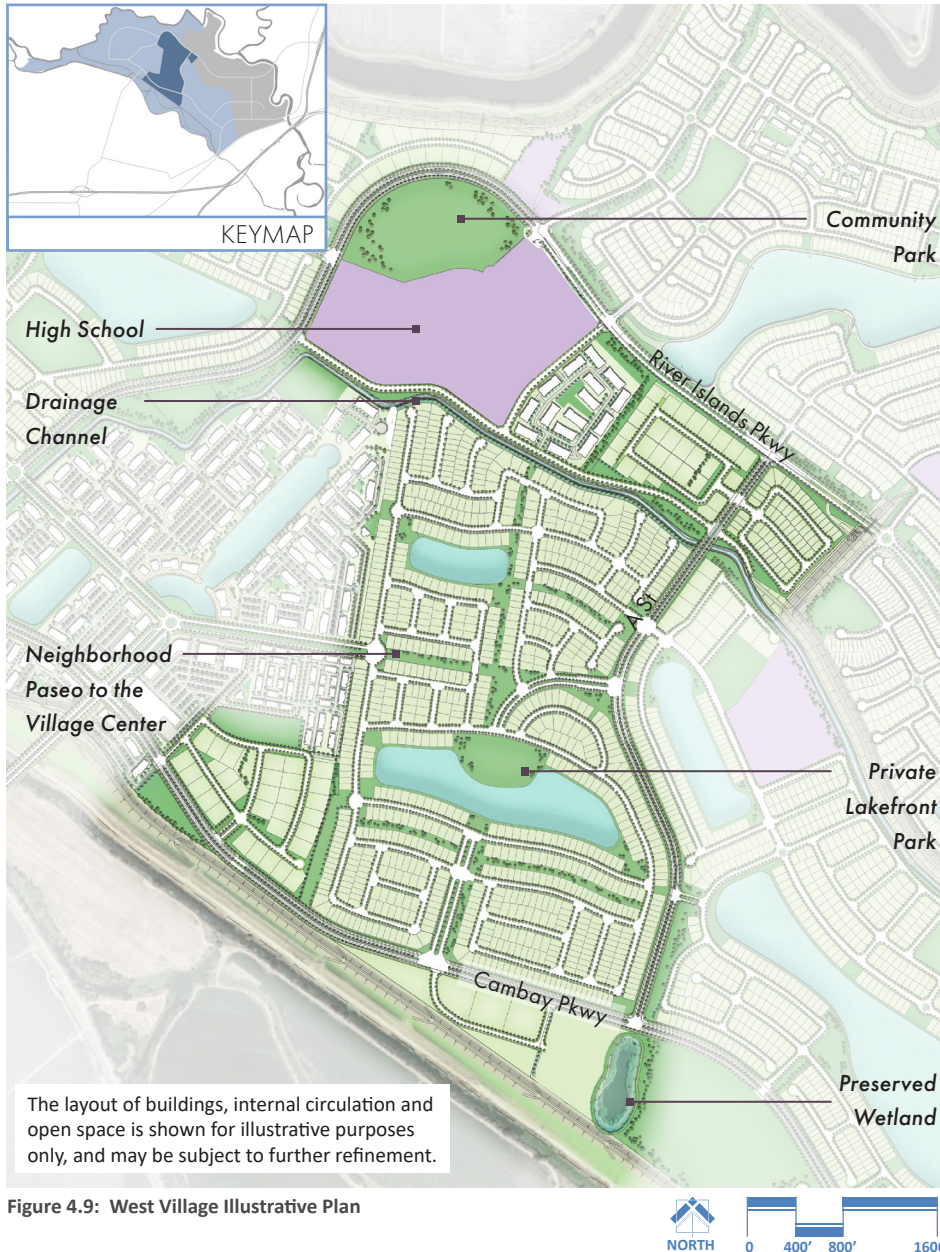 KEYMAP
Community
Park
High School
River Islands Pkwy
Drainage
Channel
A St
Neighborhood
Paseo to the
Village Center
Private
Lakefront
Park
Cambay Pkwy
Preserved
Wetland
The layout of buildings, internal circulation and
open space is shown for illustrative purposes
only, and may be subject to further refinement.
Figure 4.9: West Village Illustrative Plan
NORTH
0 400’ 800’ 1600